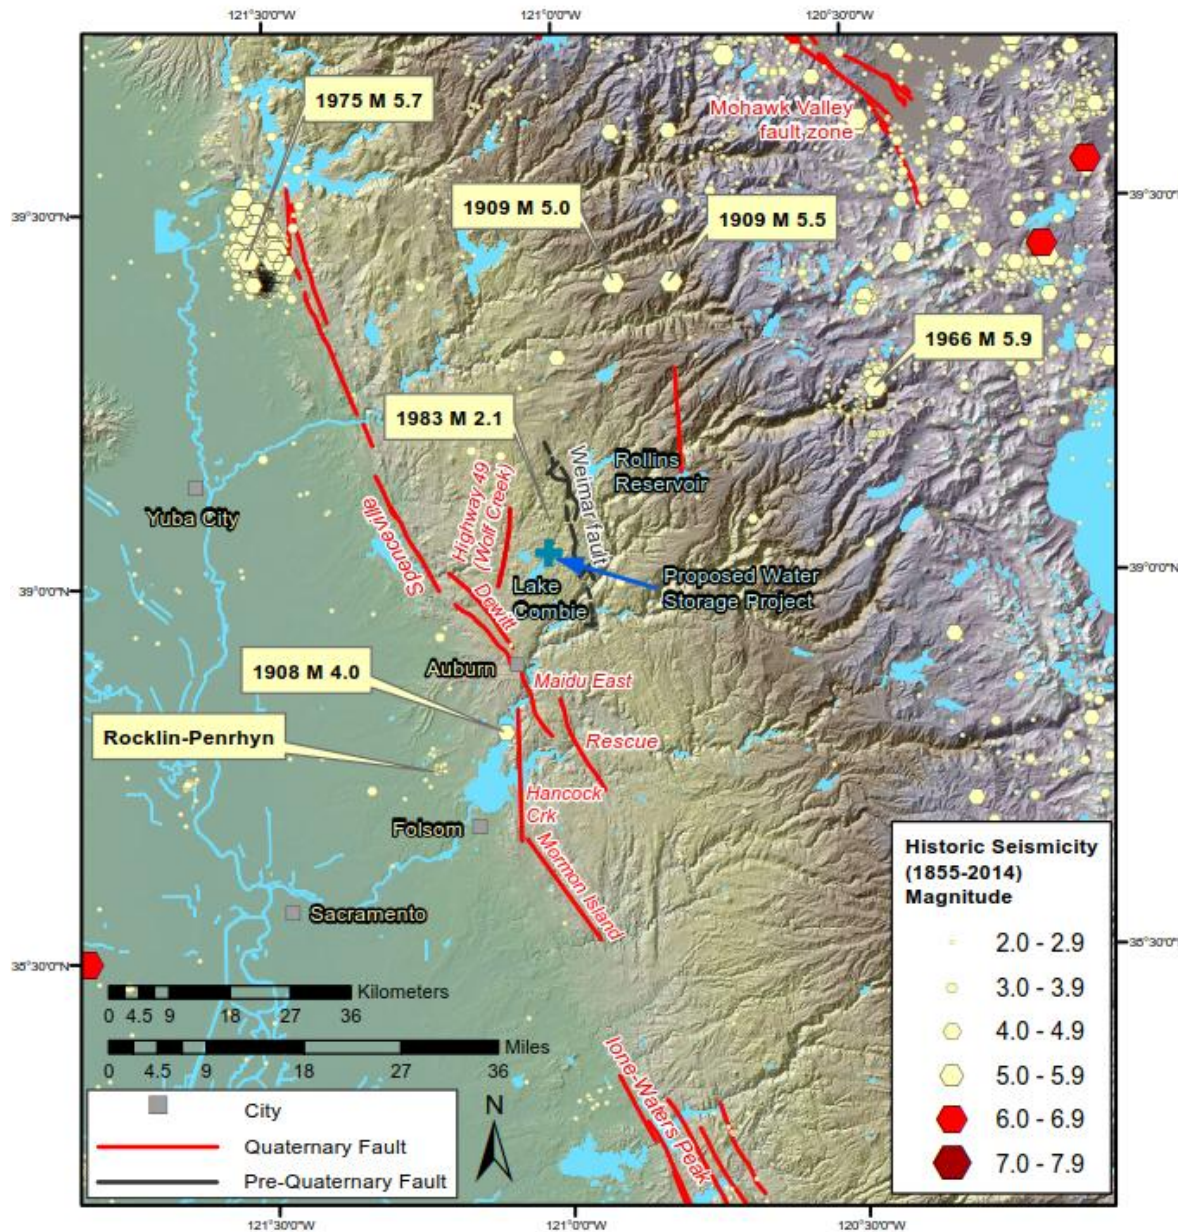 121°30'0"W
121°0'0"W
120°30'0"W
1975 M 5.7
Mohawk Valley
fault zone
39°30'0"N
39°30'0"N
1909 M 5.0
1909 M 5.5
1966 M 5.9
1983 M 2.1
Rollins
Reservoir
Weimar fault
Highway 49
(Wolf Creek)
Yuba City
Spenceville
39°0'0"N
39°0'0"N
Lake
Combie
Proposed Water
Storage Project
Dewitt
Auburn
1908 M 4.0
Maidu East
Rocklin-Penrhyn
Rescue
Hancock
Crk
Folsom
Mormon Island
Sacramento
38°30'0"N
38°30'0"N
Kilometers
0 4.5 9 18 27 36
Miles
0 4.5 9 18 27 36
Ione-Waters Peak
City
Quaternary Fault
Pre-Quaternary Fault
N
Historic Seismicity
(1855-2014)
Magnitude
2.0 - 2.9
3.0 - 3.9
4.0 - 4.9
5.0 - 5.9
6.0 - 6.9
7.0 - 7.9
121°30'0"W
121°0'0"W
120°30'0"W